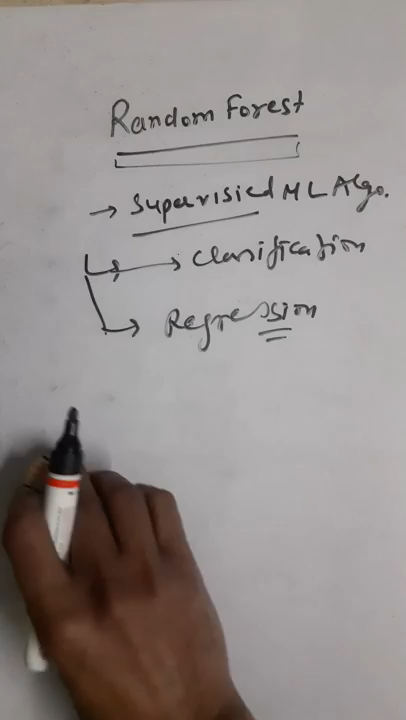 Random Forest
→ Supervisied ML Algo.
→ Classification
→ Regression